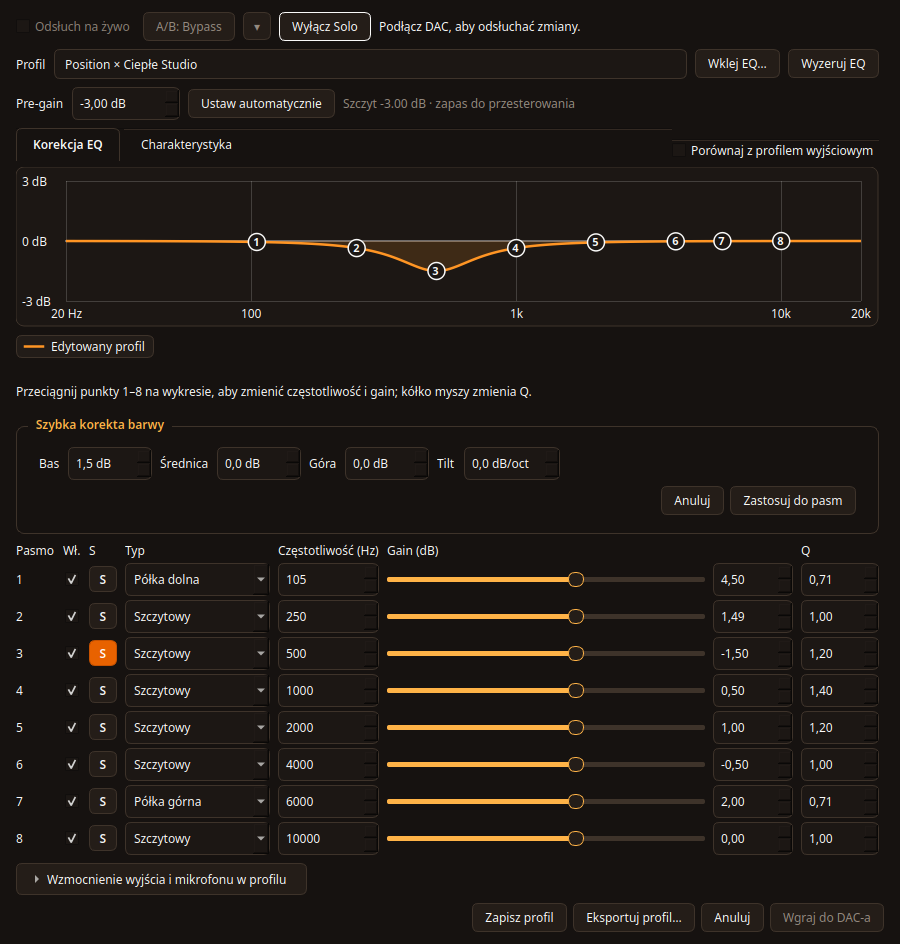 Odsłuch na żywo A/B: Bypass ▾ Wyłącz Solo Podłącz DAC, aby odsłuchać zmiany.
Profil Position × Ciepłe Studio Wklej EQ... Wyzeruj EQ
Pre-gain -3,00 dB Ustaw automatycznie Szczyt -3.00 dB · zapas do przesterowania
Korekcja EQ Charakterystyka Porównaj z profilem wyjściowym
3 dB
0 dB
1 2 3 4 5 6 7 8
-3 dB
20 Hz 100 1k 10k 20k
Edytowany profil
Przeciągnij punkty 1–8 na wykresie, aby zmienić częstotliwość i gain; kółko myszy zmienia Q.
Szybka korekta barwy
Bas 1,5 dB Średnica 0,0 dB Góra 0,0 dB Tilt 0,0 dB/oct
Anuluj Zastosuj do pasm
Pasmo Wł. S Typ Częstotliwość (Hz) Gain (dB) Q
1 ✓ S Półka dolna 105 4,50 0,71
2 ✓ S Szczytowy 250 1,49 1,00
3 ✓ S Szczytowy 500 -1,50 1,20
4 ✓ S Szczytowy 1000 0,50 1,40
5 ✓ S Szczytowy 2000 1,00 1,20
6 ✓ S Szczytowy 4000 -0,50 1,00
7 ✓ S Półka górna 6000 2,00 0,71
8 ✓ S Szczytowy 10000 0,00 1,00
Wzmocnienie wyjścia i mikrofonu w profilu
Zapisz profil Eksportuj profil... Anuluj Wgraj do DAC-a